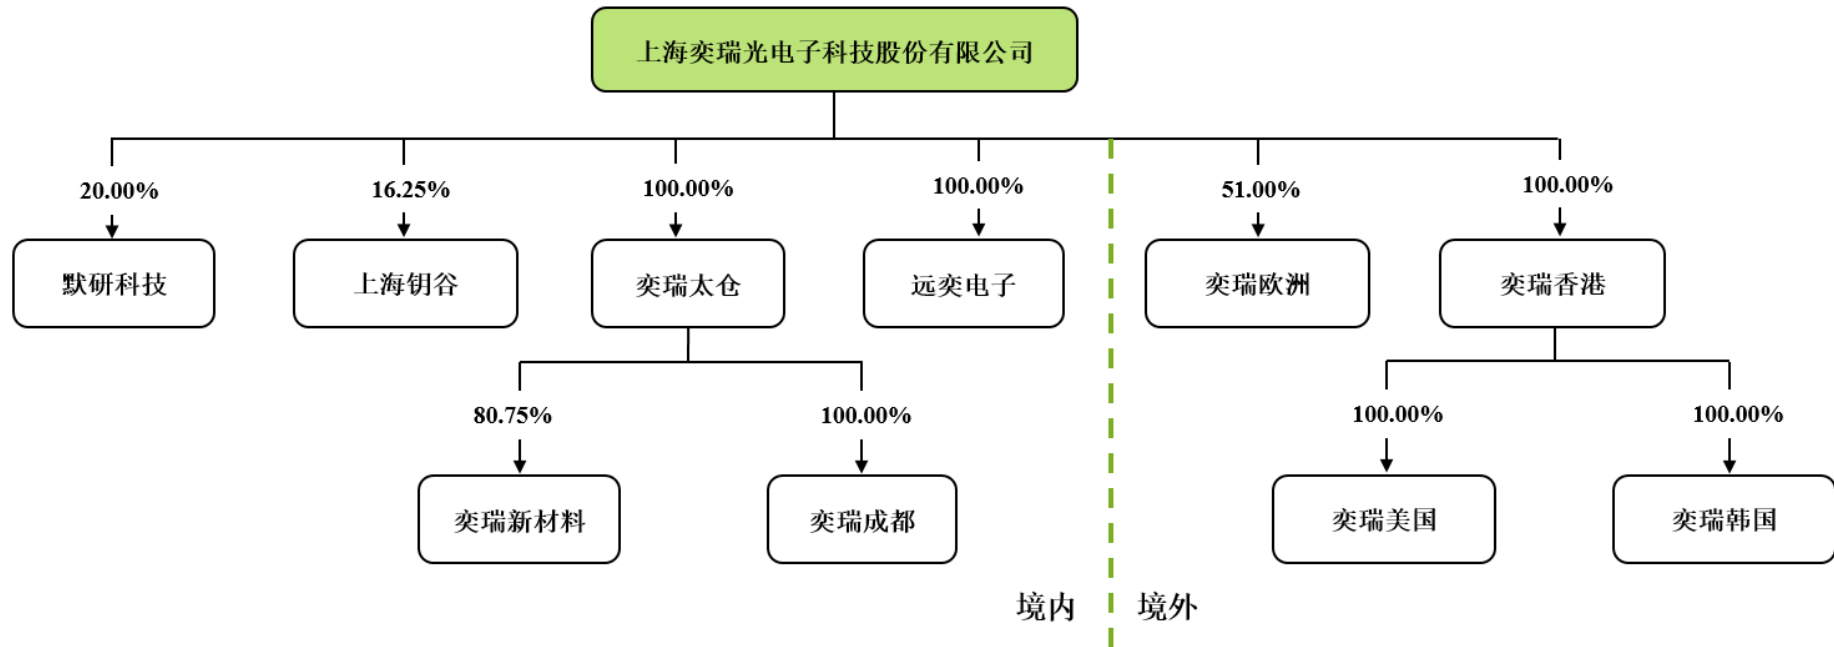 上海奕瑞光电子科技股份有限公司
20.00%
16.25%
100.00%
100.00%
51.00%
100.00%
默研科技
上海钥谷
奕瑞太仓
远奕电子
奕瑞欧洲
奕瑞香港
80.75%
100.00%
100.00%
100.00%
奕瑞新材料
奕瑞成都
奕瑞美国
奕瑞韩国
境内
境外